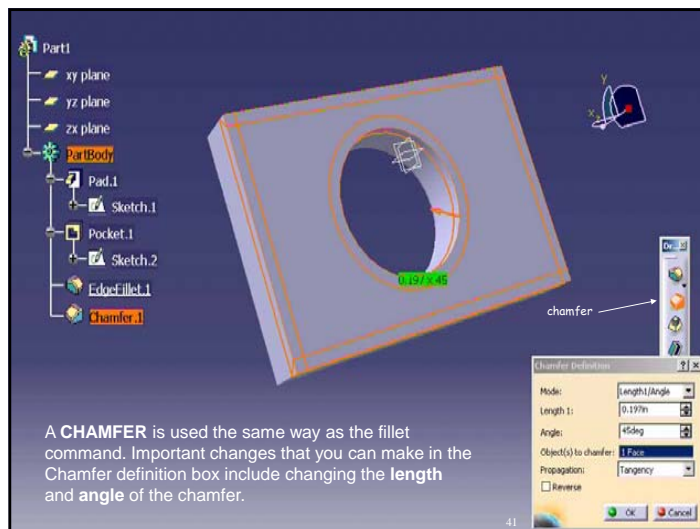 Part1
xy plane
yz plane
zx plane
PartBody
Pad.1
Sketch.1
Pocket.1
Sketch.2
EdgeFillet.1
Chamfer.1
y
x
z
0.197 x 45
chamfer
Dr...
Chamfer Definition
Mode: Length1/Angle
Length 1: 0.197in
Angle: 45deg
Object(s) to chamfer: 1 Face
Propagation: Tangency
Reverse
OK Cancel
A CHAMFER is used the same way as the fillet
command. Important changes that you can make in the
Chamfer definition box include changing the length
and angle of the chamfer.
41